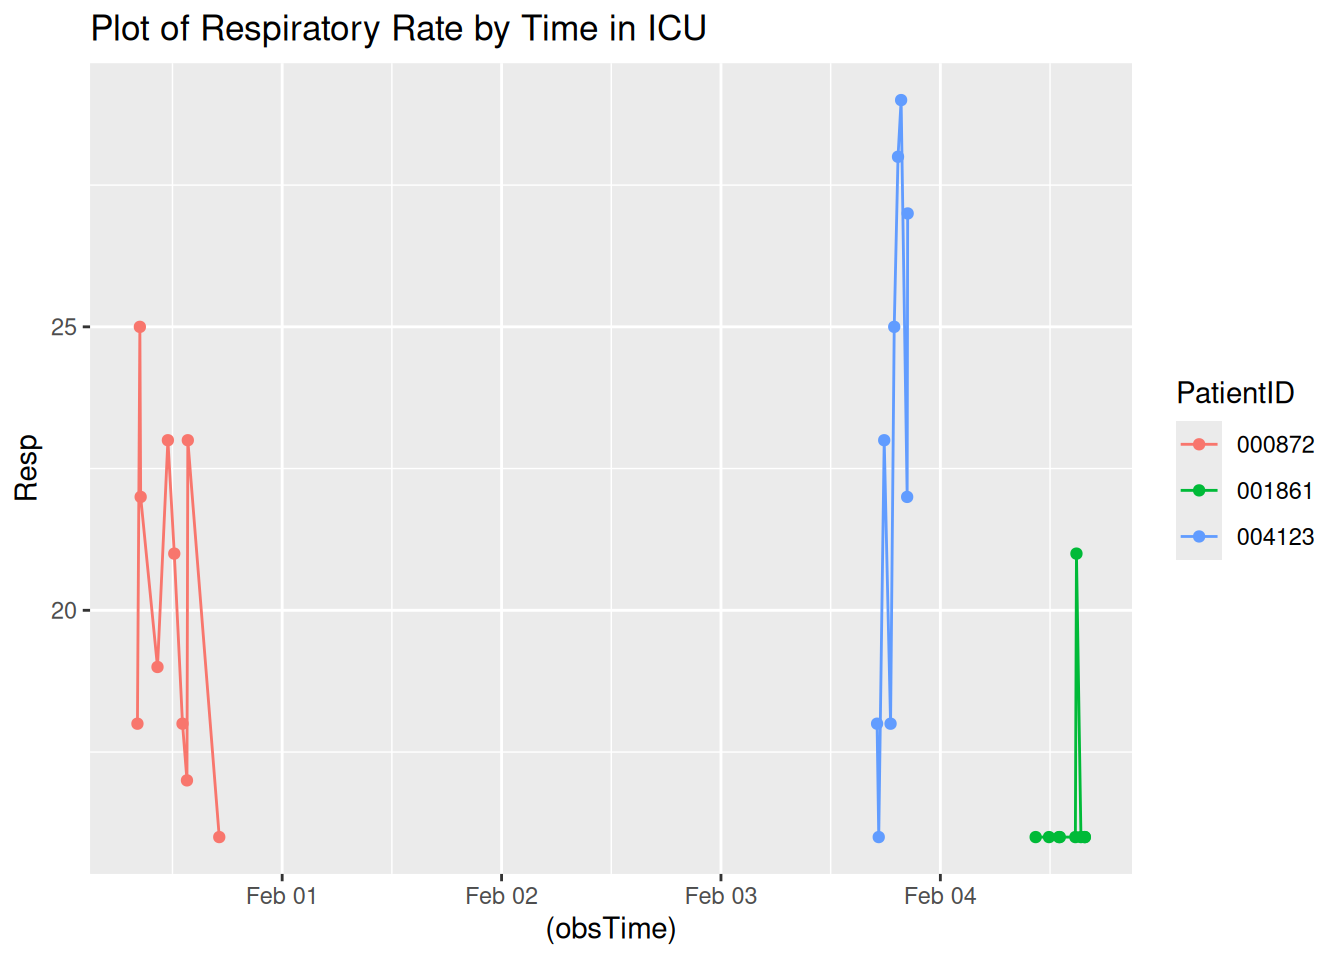 Plot of Respiratory Rate by Time in ICU
25
20
Resp
Feb 01
Feb 02
Feb 03
Feb 04
(obsTime)
PatientID
000872
001861
004123